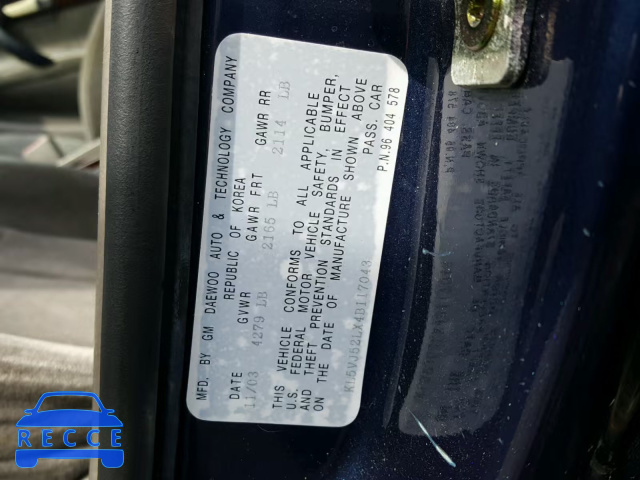 MFD. BY GM DAEWOO AUTO & TECHNOLOGY COMPANY
REPUBLIC OF KOREA
DATE GVWR GAWR FRT GAWR RR
11/03 4279 LB 2165 LB 2114 LB
THIS VEHICLE CONFORMS TO ALL APPLICABLE
U.S. FEDERAL MOTOR VEHICLE SAFETY, BUMPER,
AND THEFT PREVENTION STANDARDS IN EFFECT
ON THE DATE OF MANUFACTURE SHOWN ABOVE
KL5VJ52LX4B117043 PASS. CAR
P.N.96 404 578
RECCE